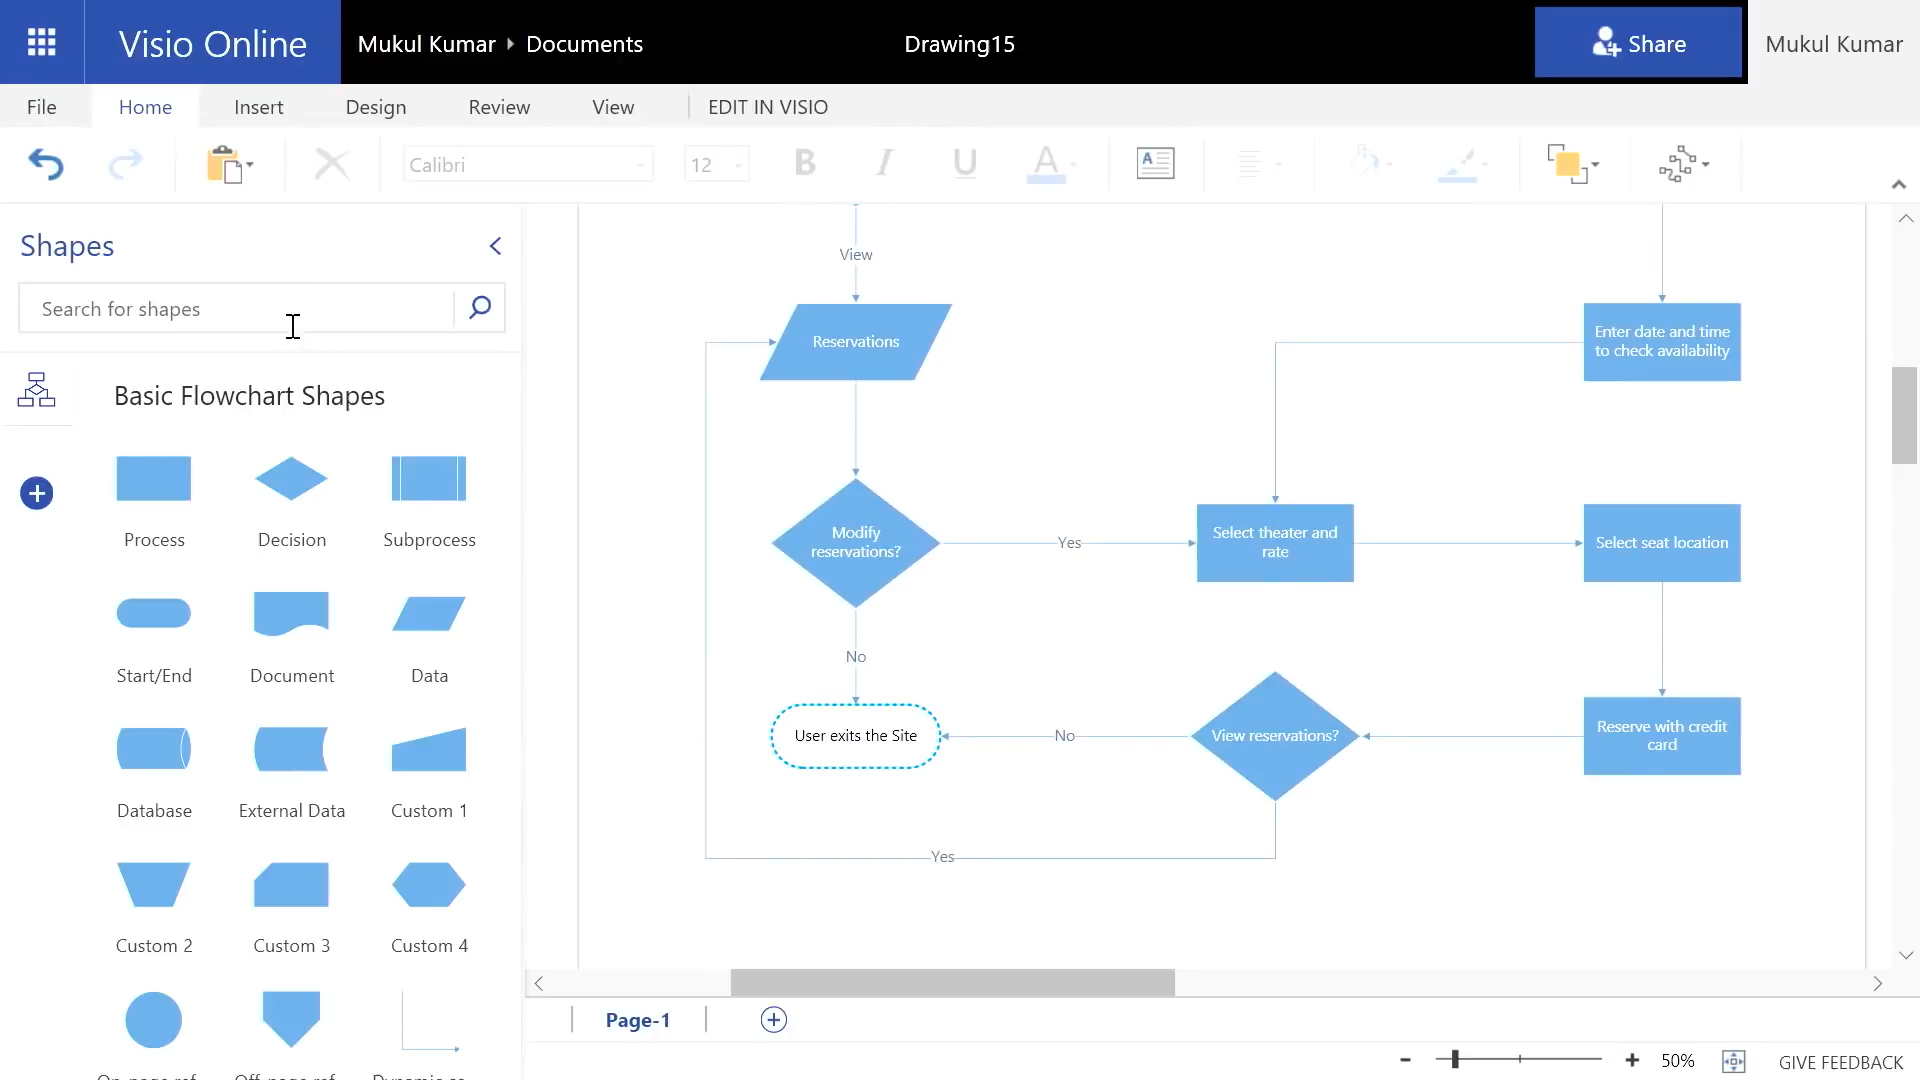 Visio Online
Mukul Kumar
Documents
Drawing15
Share
Mukul Kumar
File
Home
Insert
Design
Review
View
EDIT IN VISIO
Calibri
12
B
I
U
A
A
Shapes
Search for shapes
Basic Flowchart Shapes
Process
Decision
Subprocess
Start/End
Document
Data
Database
External Data
Custom 1
Custom 2
Custom 3
Custom 4
View
Reservations
Enter date and time
to check availability
Modify
reservations?
Yes
Select theater and
rate
Select seat location
No
User exits the Site
No
View reservations?
Reserve with credit
card
Yes
Page-1
50%
GIVE FEEDBACK